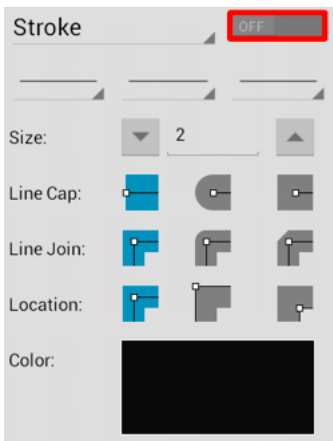 Stroke OFF
Size: 2
Line Cap:
Line Join:
Location:
Color: